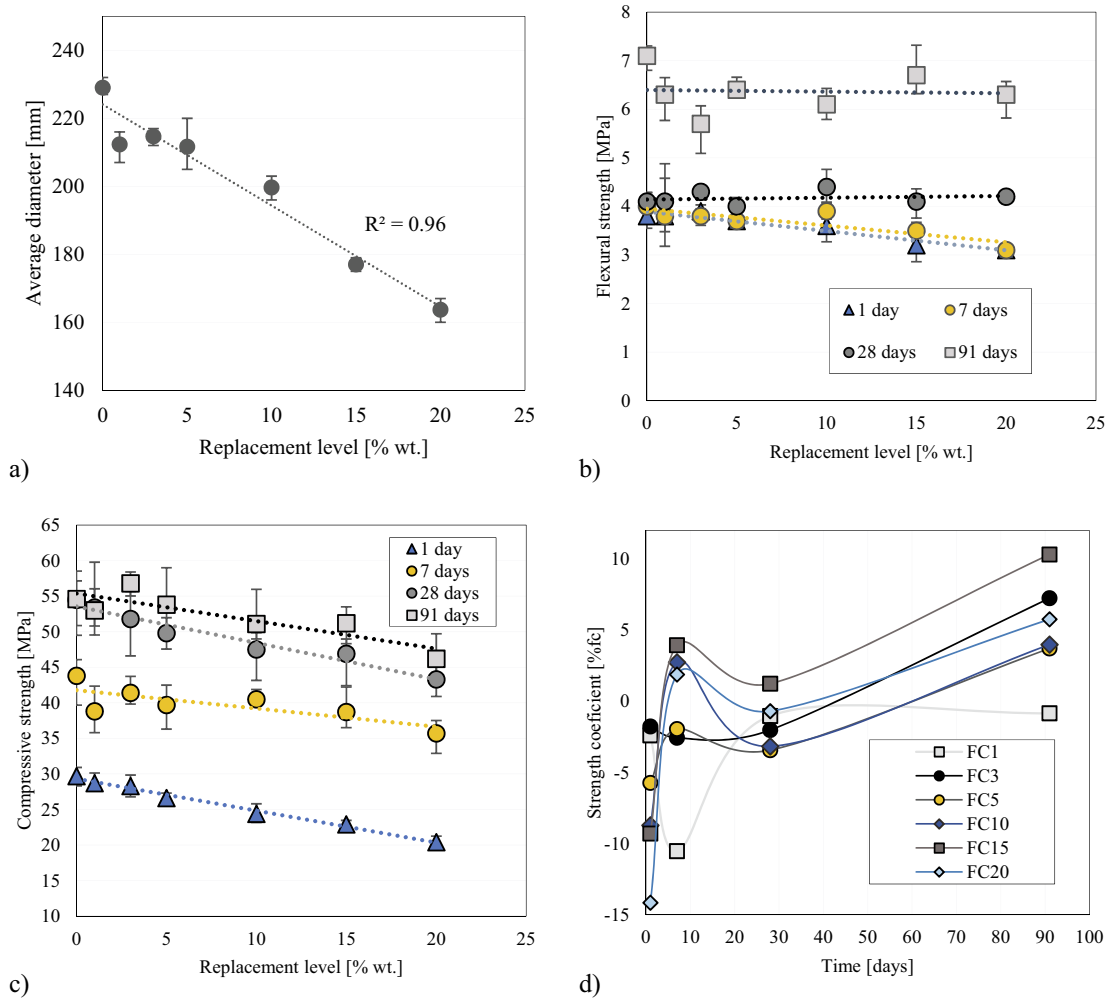 240
220
200
180
160
140
Average diameter [mm]
R² = 0.96
0 5 10 15 20 25
Replacement level [% wt.]
a)
8
7
6
5
4
3
2
1
0
Flexural strength [MPa]
1 day 7 days
28 days 91 days
0 5 10 15 20 25
Replacement level [% wt.]
b)
65
60
55
50
45
40
35
30
25
20
15
10
Compressive strength [MPa]
1 day
7 days
28 days
91 days
0 5 10 15 20 25
Replacement level [% wt.]
c)
10
5
0
-5
-10
-15
Strength coeficient [%fc]
FC1
FC3
FC5
FC10
FC15
FC20
0 10 20 30 40 50 60 70 80 90 100
Time [days]
d)